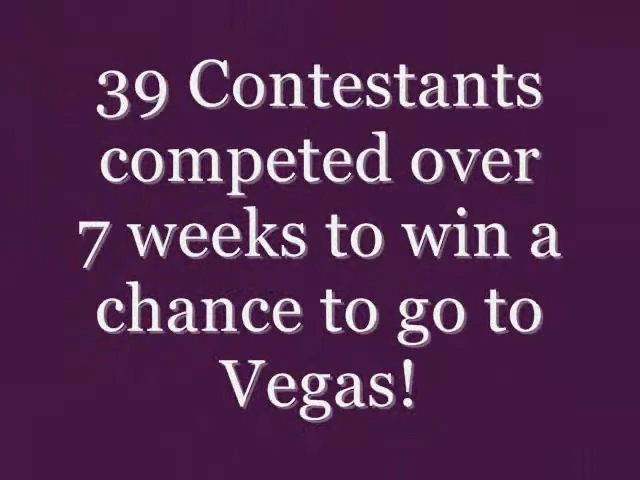 39 Contestants
competed over
7 weeks to win a
chance to go to
Vegas!